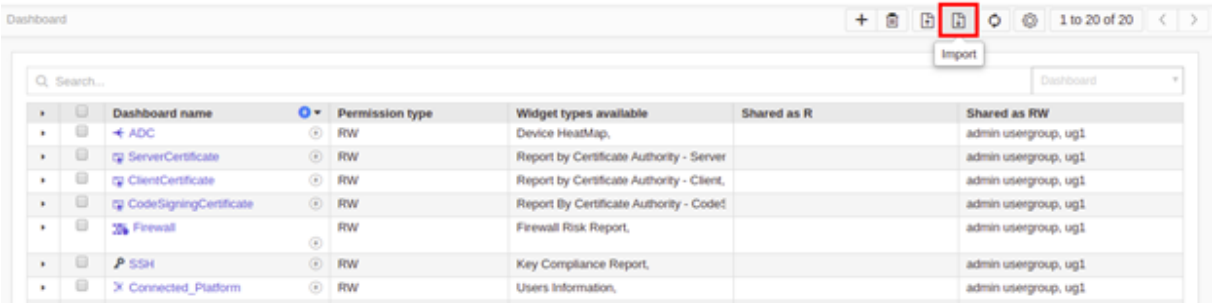 Dashboard
1 to 20 of 20
Import
Search...
Dashboard
Dashboard name Permission type Widget types available Shared as R Shared as RW
ADC RW Device HeatMap, admin usergroup, ug1
ServerCertificate RW Report by Certificate Authority - Server admin usergroup, ug1
ClientCertificate RW Report by Certificate Authority - Client, admin usergroup, ug1
CodeSigningCertificate RW Report By Certificate Authority - CodeS admin usergroup, ug1
Firewall RW Firewall Risk Report, admin usergroup, ug1
SSH RW Key Compliance Report, admin usergroup, ug1
Connected_Platform RW Users Information, admin usergroup, ug1